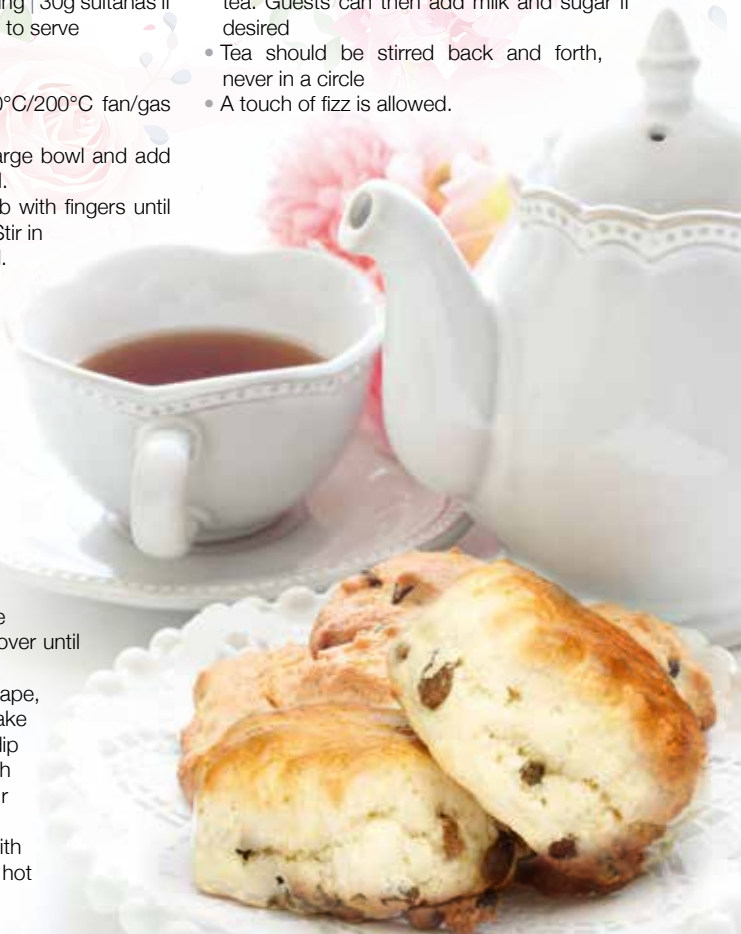 ing | 30g sultanas if
to serve
0°C/200°C fan/gas
arge bowl and add
b with fingers until
Stir in
e
over until
ape,
ake
lip
h
r
ith
hot
tea. Guests can then add milk and sugar if
desired
• Tea should be stirred back and forth,
never in a circle
• A touch of fizz is allowed.